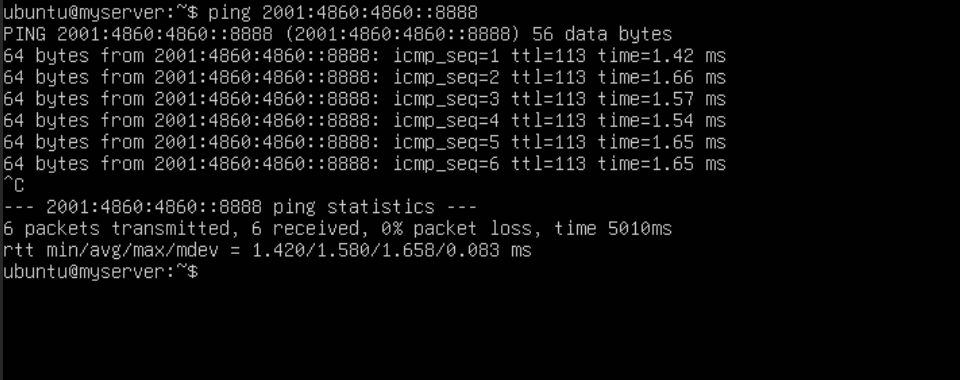 ubuntu@myserver:~$ ping 2001:4860:4860::8888
PING 2001:4860:4860::8888 (2001:4860:4860::8888) 56 data bytes
64 bytes from 2001:4860:4860::8888: icmp_seq=1 ttl=113 time=1.42 ms
64 bytes from 2001:4860:4860::8888: icmp_seq=2 ttl=113 time=1.66 ms
64 bytes from 2001:4860:4860::8888: icmp_seq=3 ttl=113 time=1.57 ms
64 bytes from 2001:4860:4860::8888: icmp_seq=4 ttl=113 time=1.54 ms
64 bytes from 2001:4860:4860::8888: icmp_seq=5 ttl=113 time=1.65 ms
64 bytes from 2001:4860:4860::8888: icmp_seq=6 ttl=113 time=1.65 ms
^C
--- 2001:4860:4860::8888 ping statistics ---
6 packets transmitted, 6 received, 0% packet loss, time 5010ms
rtt min/avg/max/mdev = 1.420/1.580/1.658/0.083 ms
ubuntu@myserver:~$